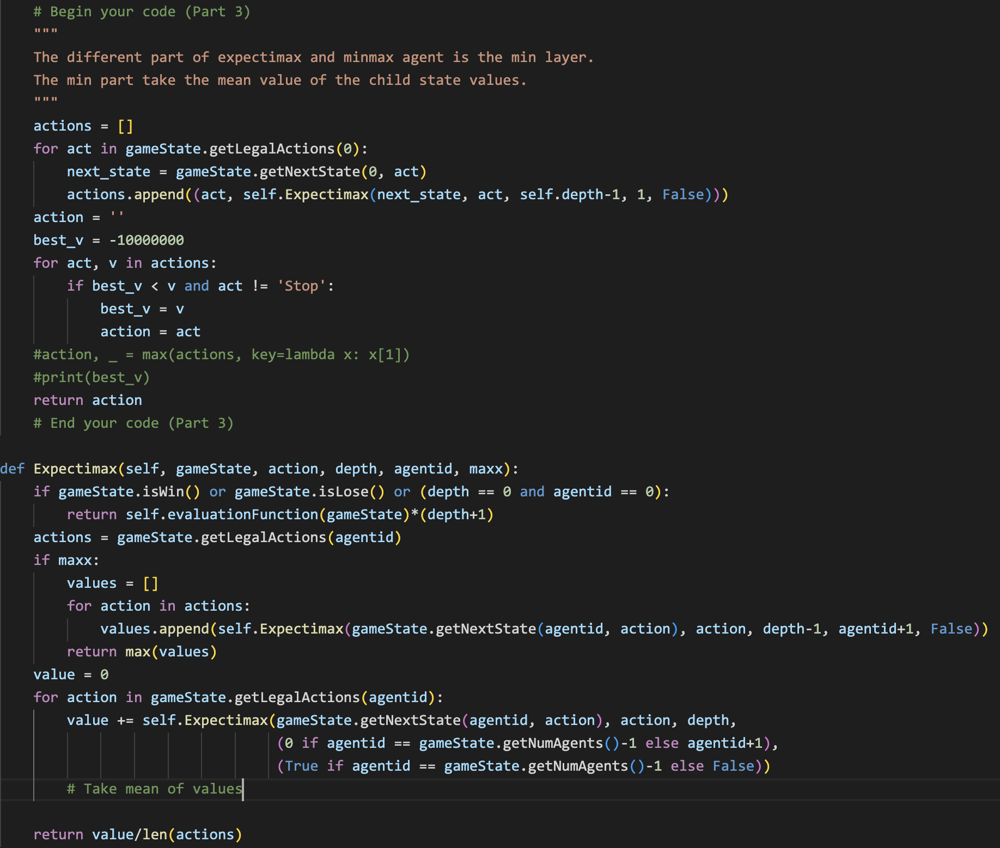 # Begin your code (Part 3)
"""
The different part of expectimax and minmax agent is the min layer.
The min part take the mean value of the child state values.
"""
actions = []
for act in gameState.getLegalActions(0):
    next_state = gameState.getNextState(0, act)
    actions.append((act, self.Expectimax(next_state, act, self.depth-1, 1, False)))
action = ''
best_v = -10000000
for act, v in actions:
    if best_v < v and act != 'Stop':
        best_v = v
        action = act
#action, _ = max(actions, key=lambda x: x[1])
#print(best_v)
return action
# End your code (Part 3)
def Expectimax(self, gameState, action, depth, agentid, maxx):
    if gameState.isWin() or gameState.isLose() or (depth == 0 and agentid == 0):
        return self.evaluationFunction(gameState)*(depth+1)
    actions = gameState.getLegalActions(agentid)
    if maxx:
        values = []
        for action in actions:
            values.append(self.Expectimax(gameState.getNextState(agentid, action), action, depth-1, agentid+1, False))
        return max(values)
    value = 0
    for action in gameState.getLegalActions(agentid):
        value += self.Expectimax(gameState.getNextState(agentid, action), action, depth,
                                 (0 if agentid == gameState.getNumAgents()-1 else agentid+1),
                                 (True if agentid == gameState.getNumAgents()-1 else False))
        # Take mean of values
    return value/len(actions)